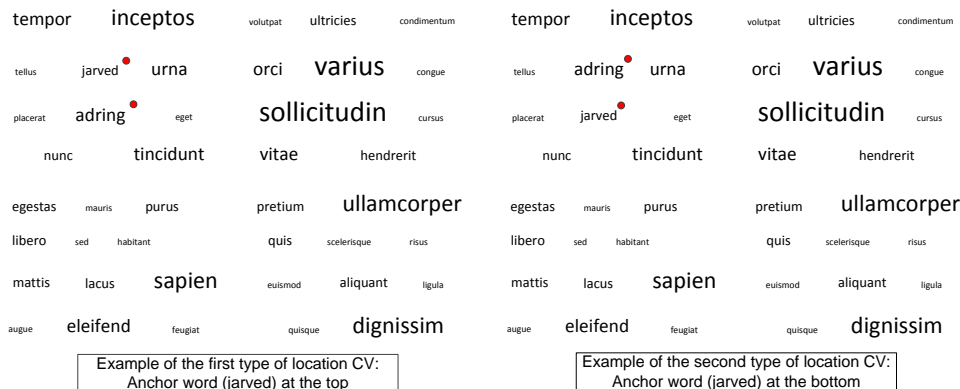 tempor inceptos volutpat ultricies condimentum
tellus jarved urna orci varius congue
placerat adring eget sollicitudin cursus
nunc tincidunt vitae hendrerit
egestas mauris purus pretium ullamcorper
libero sed habitant quis scelerisque risus
mattis lacus sapien euismod aliquant ligula
augue eleifend feugiat quisque dignissim
Example of the first type of location CV:
Anchor word (jarved) at the top
tempor inceptos volutpat ultricies condimentum
tellus adring urna orci varius congue
placerat jarved eget sollicitudin cursus
nunc tincidunt vitae hendrerit
egestas mauris purus pretium ullamcorper
libero sed habitant quis scelerisque risus
mattis lacus sapien euismod aliquant ligula
augue eleifend feugiat quisque dignissim
Example of the second type of location CV:
Anchor word (jarved) at the bottom